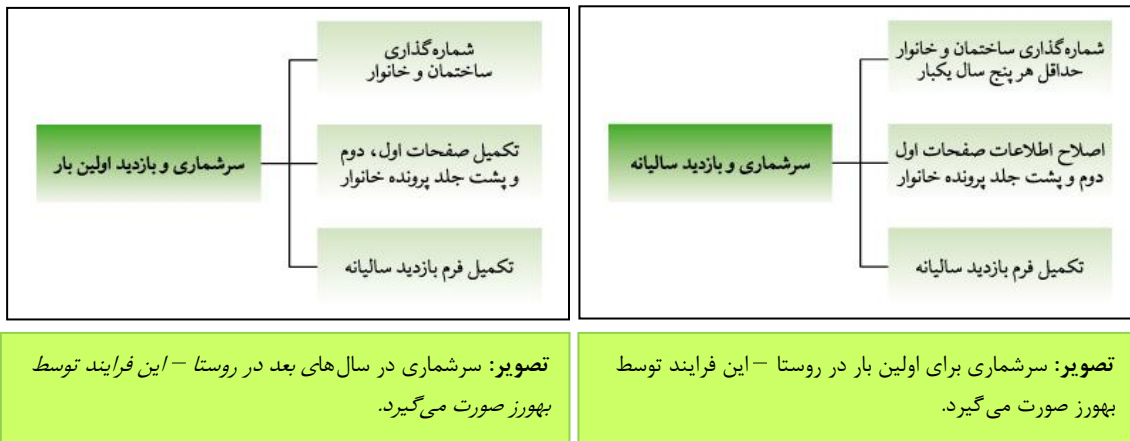 شماره‌گذاری ساختمان و خانوار
حداقل هر پنج سال یکبار
سرشماری و بازدید سالیانه
اصلاح اطلاعات صفحات اول
دوم و پشت جلد پرونده خانوار
تکمیل فرم بازدید سالیانه
تصویر: سرشماری برای اولین بار در روستا – این فرایند توسط
بهورز صورت می گیرد.
شماره‌گذاری
ساختمان و خانوار
سرشماری و بازدید اولین بار
تکمیل صفحات اول، دوم
و پشت جلد پرونده خانوار
تکمیل فرم بازدید سالیانه
تصویر: سرشماری در سال‌های بعد در روستا – این فرایند توسط
بهورز صورت می‌گیرد.